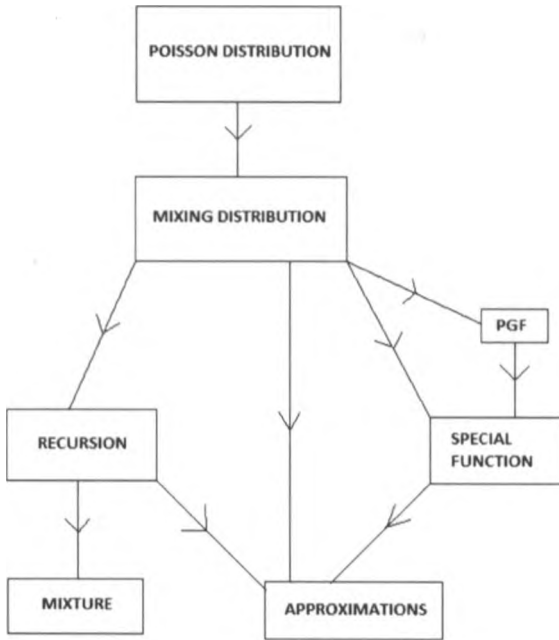 POISSON DISTRIBUTION
MIXING DISTRIBUTION
PGF
RECURSION
SPECIAL
FUNCTION
MIXTURE
APPROXIMATIONS